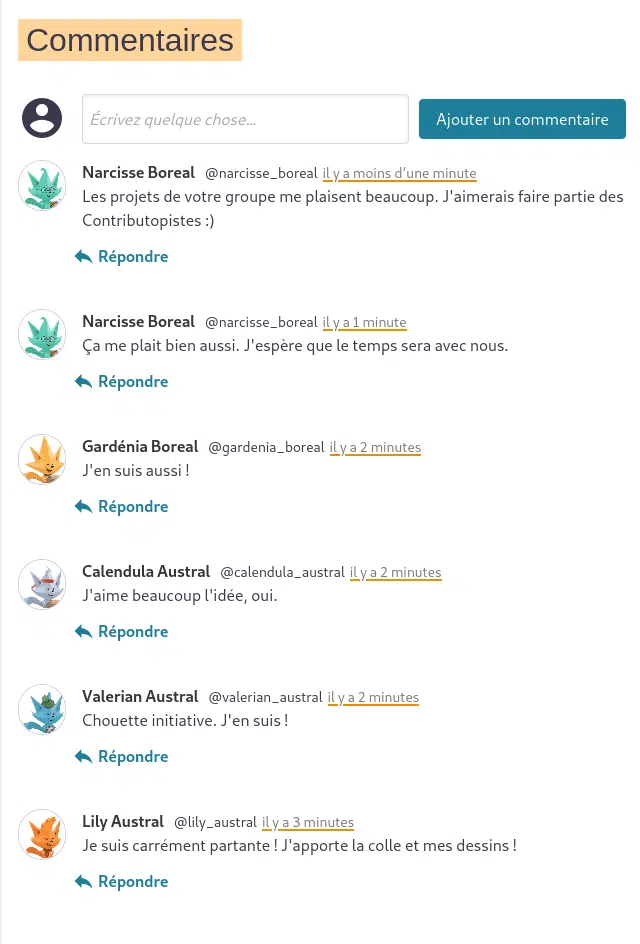 Commentaires
Écrivez quelque chose...
Ajouter un commentaire
Narcisse Boreal @narcisse_boreal il y a moins d’une minute
Les projets de votre groupe me plaisent beaucoup. J'aimerais faire partie des
Contributopistes :)
Répondre
Narcisse Boreal @narcisse_boreal il y a 1 minute
Ça me plait bien aussi. J'espère que le temps sera avec nous.
Répondre
Gardénia Boreal @gardenia_boreal il y a 2 minutes
J'en suis aussi !
Répondre
Calendula Austral @calendula_austral il y a 2 minutes
J'aime beaucoup l'idée, oui.
Répondre
Valerian Austral @valerian_austral il y a 2 minutes
Chouette initiative. J'en suis !
Répondre
Lily Austral @lily_austral il y a 3 minutes
Je suis carrément partante ! J'apporte la colle et mes dessins !
Répondre